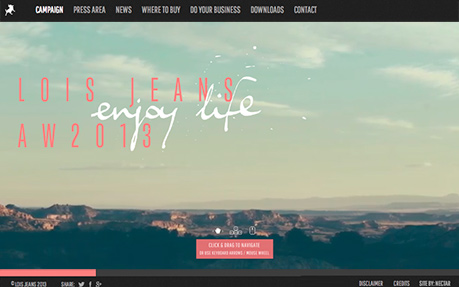 CAMPAIGN PRESS AREA NEWS WHERE TO BUY DO YOUR BUSINESS DOWNLOADS CONTACT
LOIS JEANS
enjoy life
AW2013
CLICK & DRAG TO NAVIGATE
OR USE KEYBOARD ARROWS / MOUSE WHEEL
© LOIS JEANS 2013 SHARE: DISCLAIMER CREDITS SITE BY: NECTAR